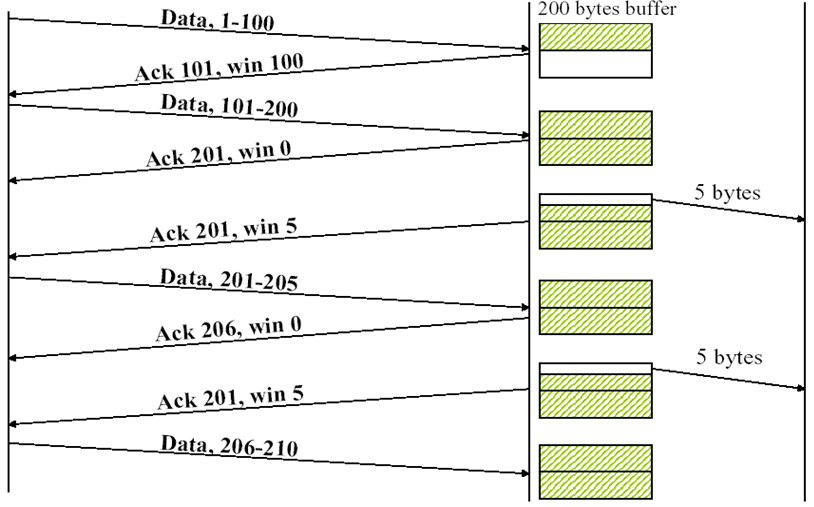 200 bytes buffer
Data, 1-100
Ack 101, win 100
Data, 101-200
Ack 201, win 0
5 bytes
Ack 201, win 5
Data, 201-205
Ack 206, win 0
5 bytes
Ack 201, win 5
Data, 206-210